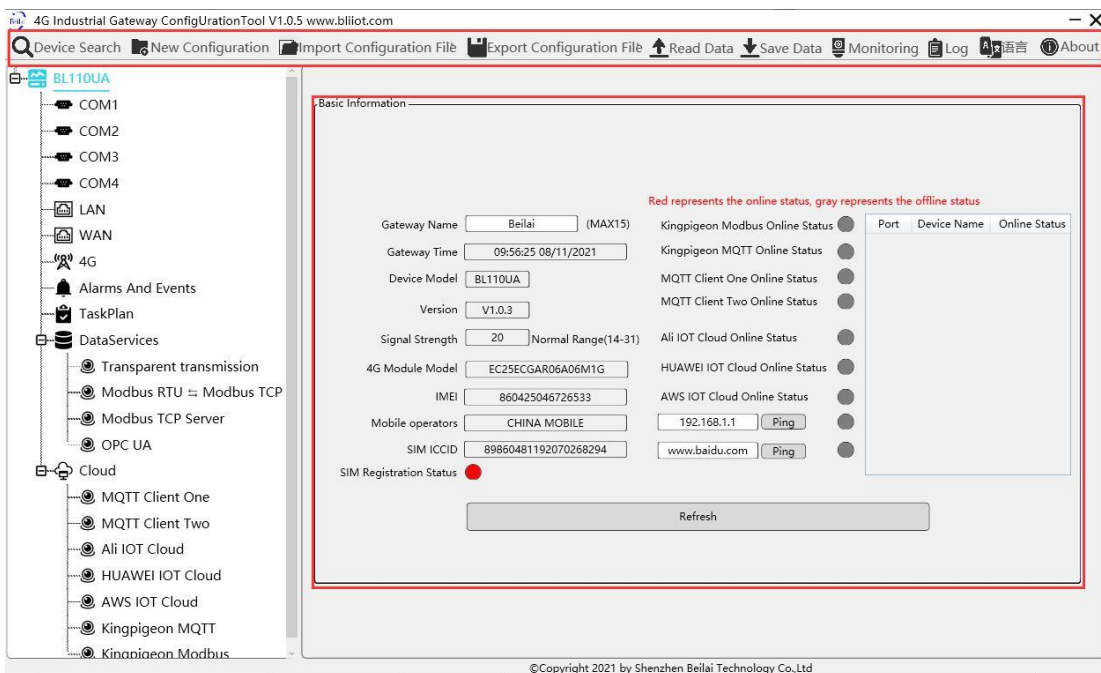 4G Industrial Gateway ConfigUrationTool V1.0.5 www.bliiot.com
Device Search New Configuration Import Configuration File Export Configuration File Read Data Save Data Monitoring Log 语言 About
BL110UA
COM1
COM2
COM3
COM4
LAN
WAN
4G
Alarms And Events
TaskPlan
DataServices
Transparent transmission
Modbus RTU ⇆ Modbus TCP
Modbus TCP Server
OPC UA
Cloud
MQTT Client One
MQTT Client Two
Ali IOT Cloud
HUAWEI IOT Cloud
AWS IOT Cloud
Kingpigeon MQTT
Kingpigeon Modbus
Basic Information
Gateway Name Beilai (MAX15)
Gateway Time 09:56:25 08/11/2021
Device Model BL110UA
Version V1.0.3
Signal Strength 20 Normal Range(14-31)
4G Module Model EC25ECGAR06A06M1G
IMEI 860425046726533
Mobile operators CHINA MOBILE
SIM ICCID 89860481192070268294
SIM Registration Status
Red represents the online status, gray represents the offline status
Kingpigeon Modbus Online Status
Kingpigeon MQTT Online Status
MQTT Client One Online Status
MQTT Client Two Online Status
Ali IOT Cloud Online Status
HUAWEI IOT Cloud Online Status
AWS IOT Cloud Online Status
192.168.1.1 Ping
www.baidu.com Ping
Port Device Name Online Status
Refresh
©Copyright 2021 by Shenzhen Beilai Technology Co.,Ltd